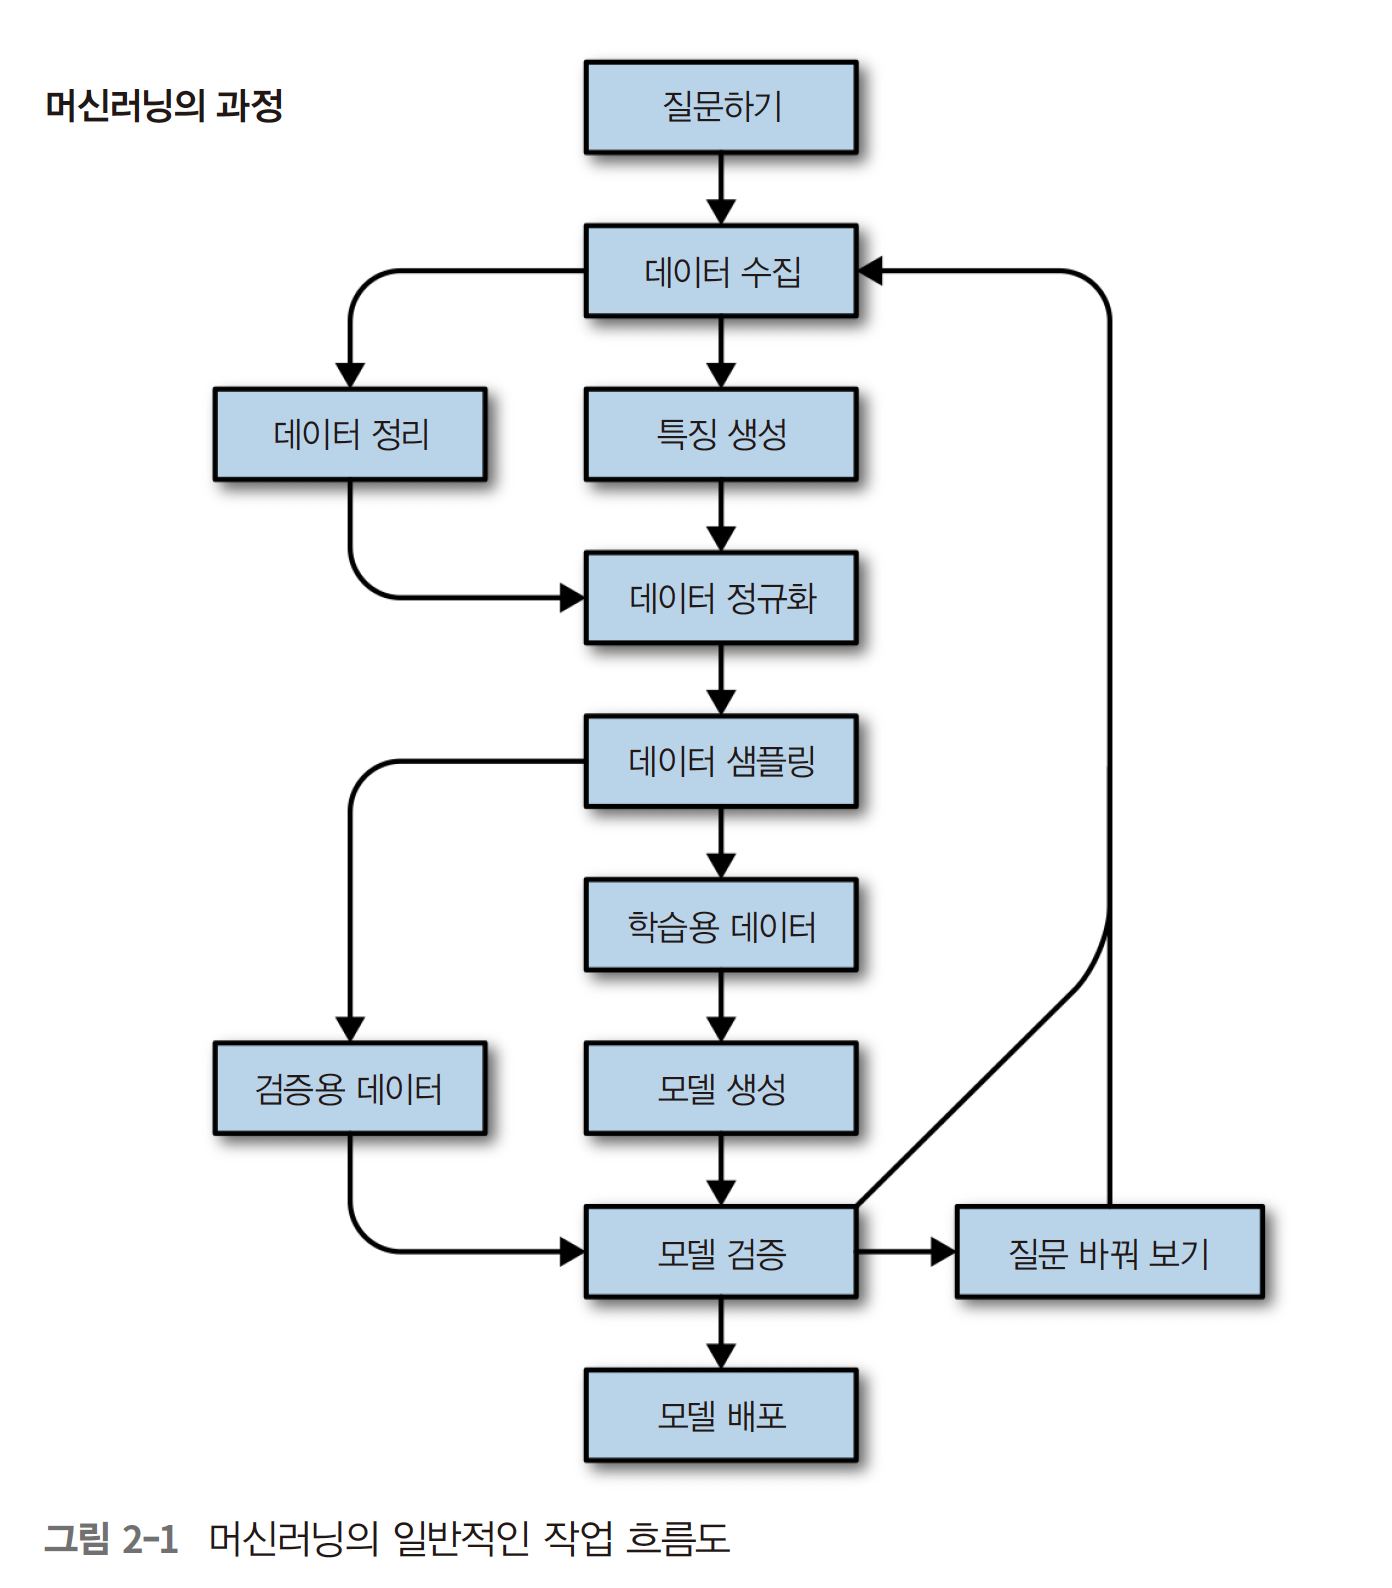 머신러닝의 과정
질문하기
데이터 수집
데이터 정리
특징 생성
데이터 정규화
데이터 샘플링
학습용 데이터
검증용 데이터
모델 생성
모델 검증
질문 바꿔 보기
모델 배포
그림 2-1 머신러닝의 일반적인 작업 흐름도